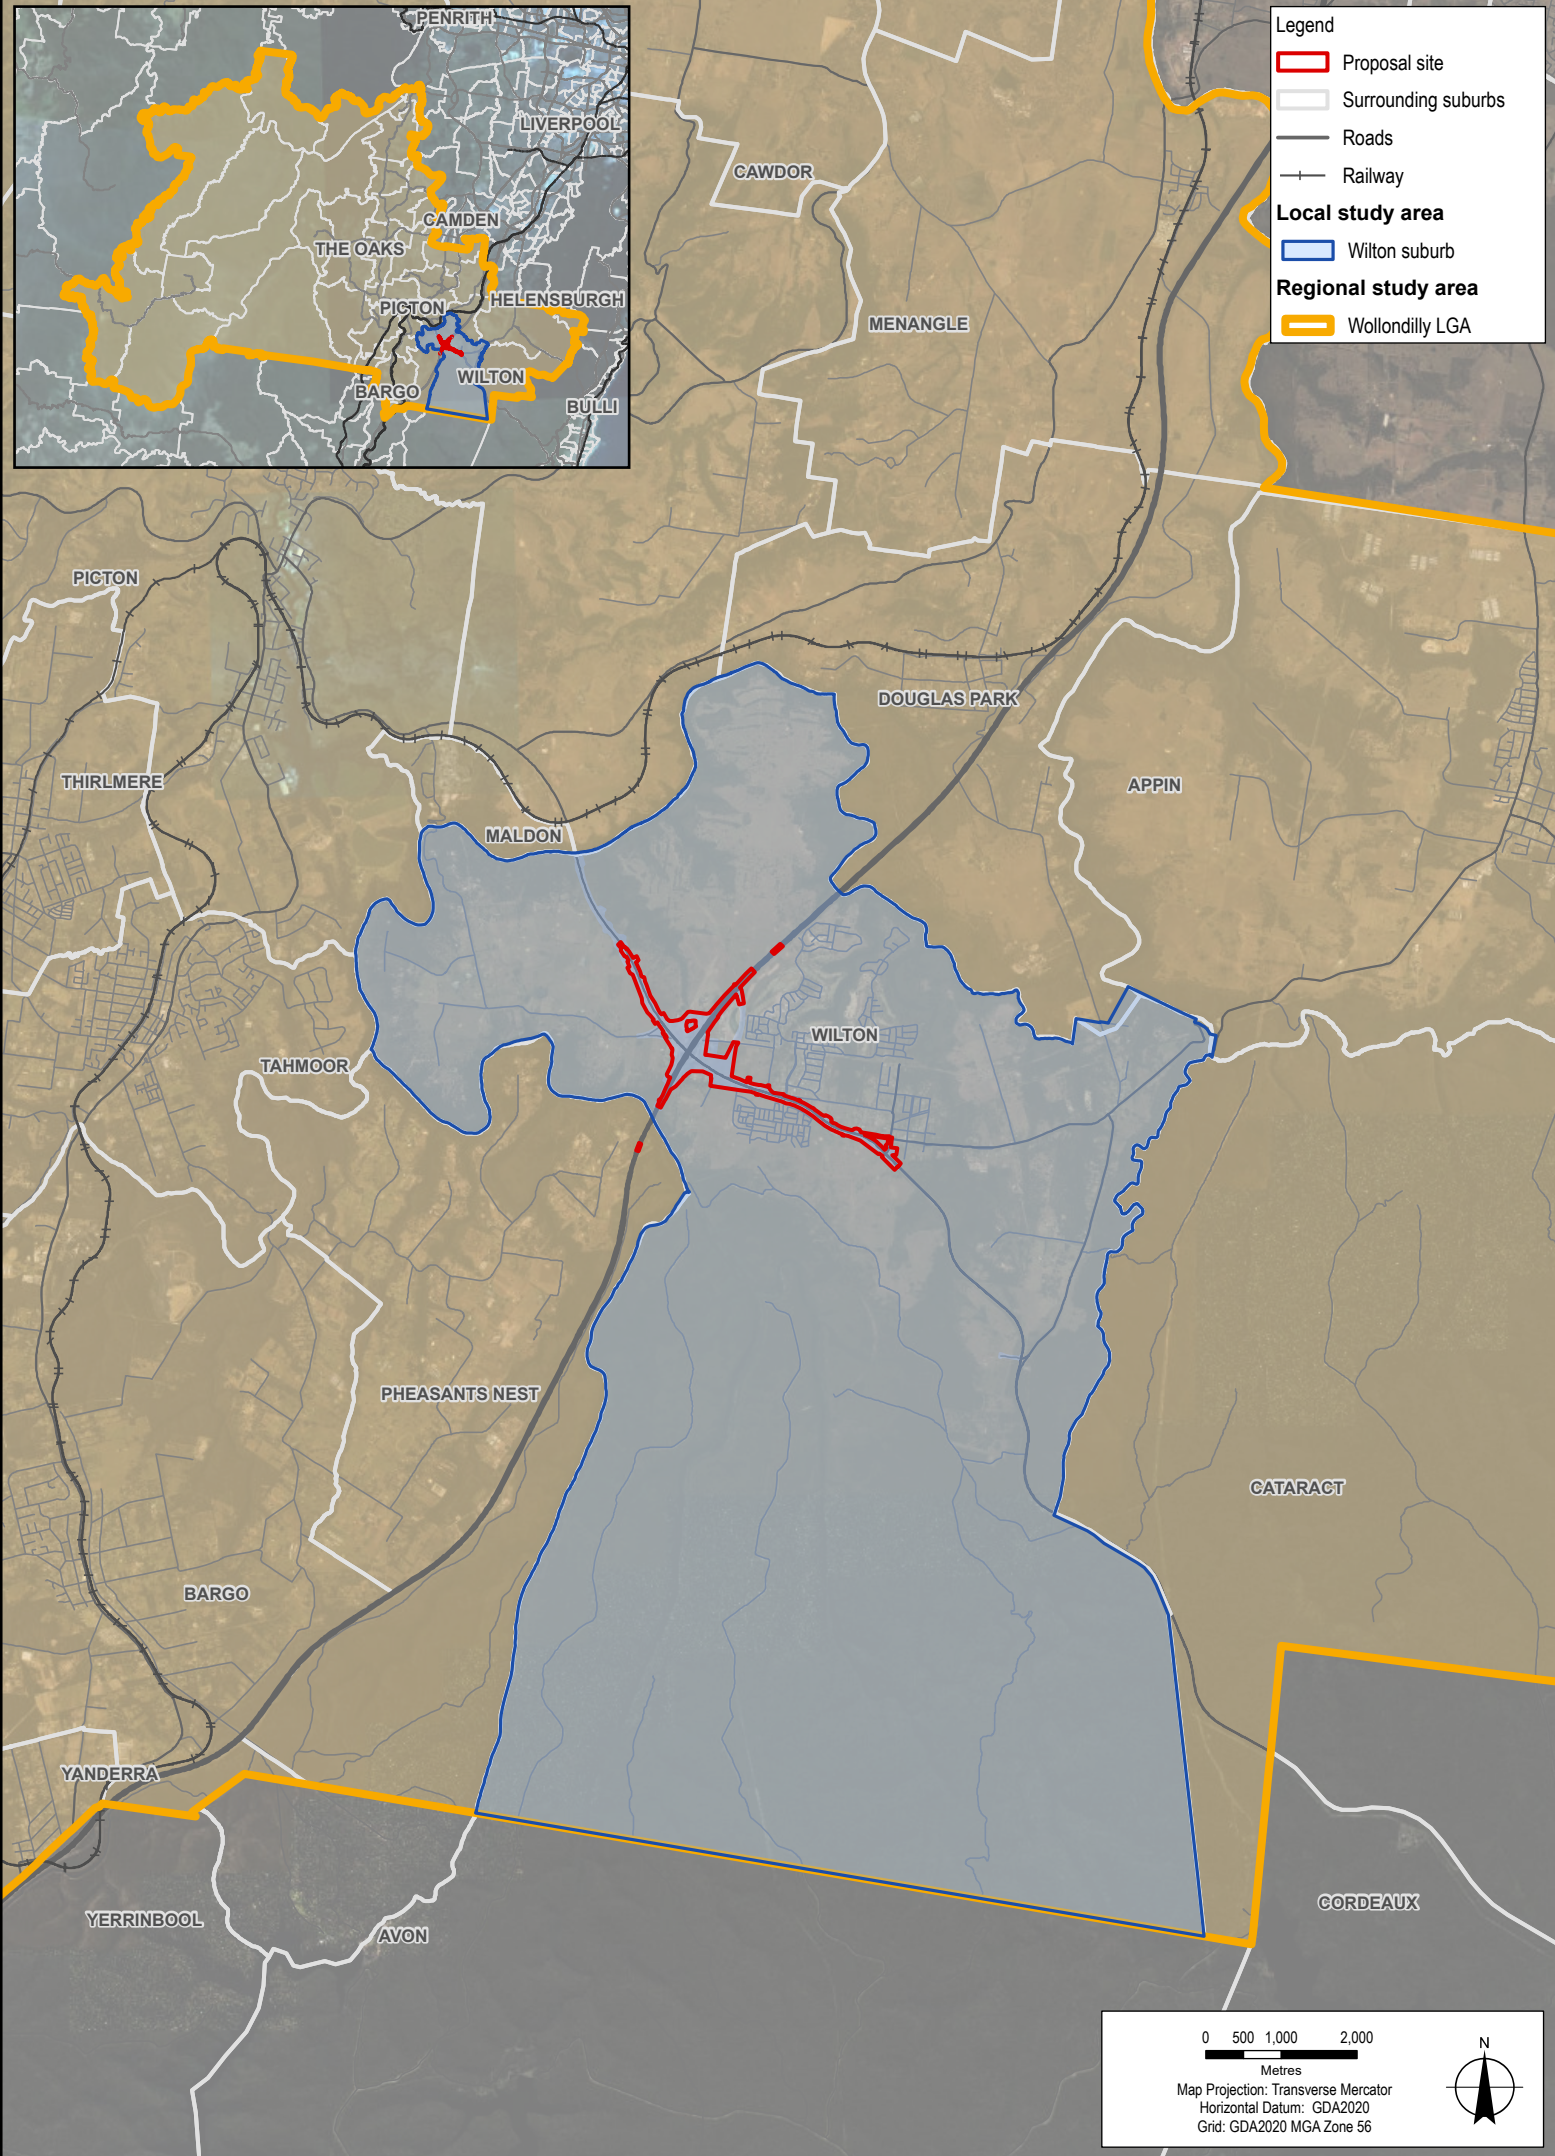 PENRITH
LIVERPOOL
CAMDEN
THE OAKS
PICTON
HELENSBURGH
WILTON
BARGO
BULLI
Legend
Proposal site
Surrounding suburbs
Roads
Railway
Local study area
Wilton suburb
Regional study area
Wollondilly LGA
CAWDOR
MENANGLE
PICTON
DOUGLAS PARK
THIRLMERE
APPIN
MALDON
WILTON
TAHMOOR
PHEASANTS NEST
CATARACT
BARGO
YANDERRA
CORDEAUX
YERRINBOOL
AVON
0 500 1,000 2,000
Metres
Map Projection: Transverse Mercator
Horizontal Datum: GDA2020
Grid: GDA2020 MGA Zone 56
N